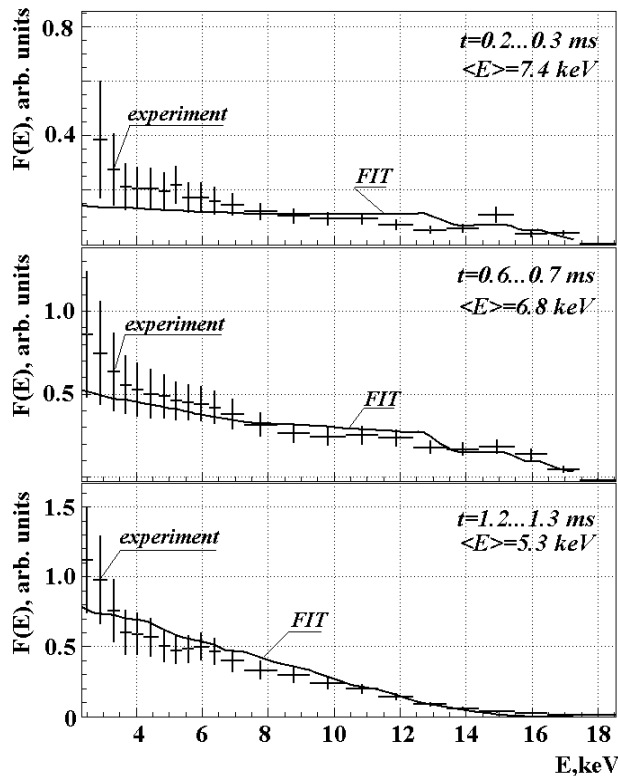 F(E), arb. units
0.8
0.4
t=0.2...0.3 ms
<E>=7.4 keV
experiment
FIT
F(E), arb. units
1.0
0.5
t=0.6...0.7 ms
<E>=6.8 keV
experiment
FIT
F(E), arb. units
1.5
1.0
0.5
0
t=1.2...1.3 ms
<E>=5.3 keV
experiment
FIT
4 6 8 10 12 14 16 18
E,keV